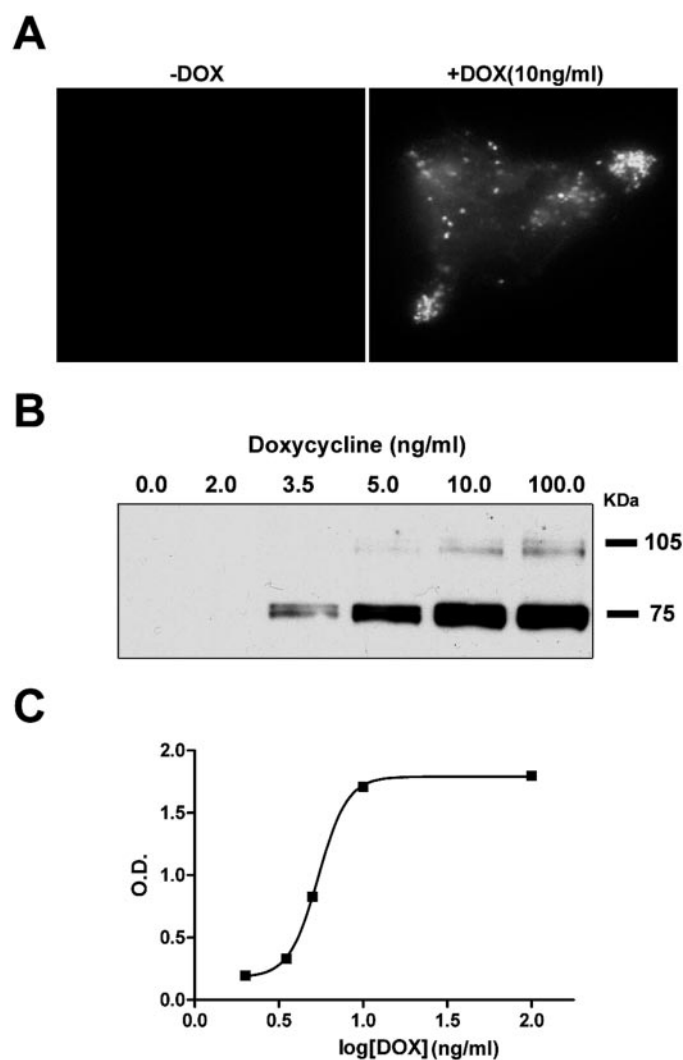 A
-DOX +DOX(10ng/ml)
B
Doxycycline (ng/ml)
0.0 2.0 3.5 5.0 10.0 100.0 KDa
105
75
C
2.0
1.5
1.0
0.5
0.0
O.D.
0.0 0.5 1.0 1.5 2.0
log[DOX] (ng/ml)